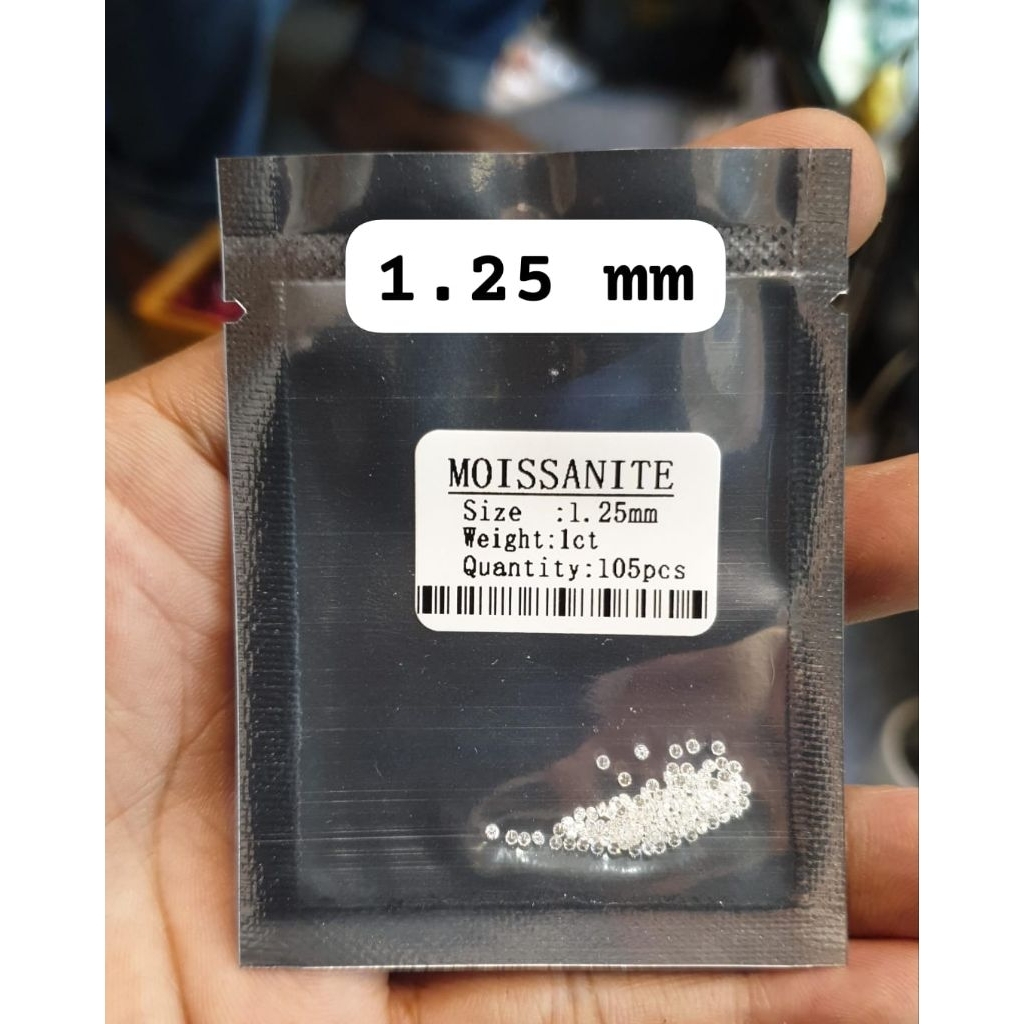 1.25 mm
MOISSANITE
Size :1.25mm
Weight:1ct
Quantity:105pcs